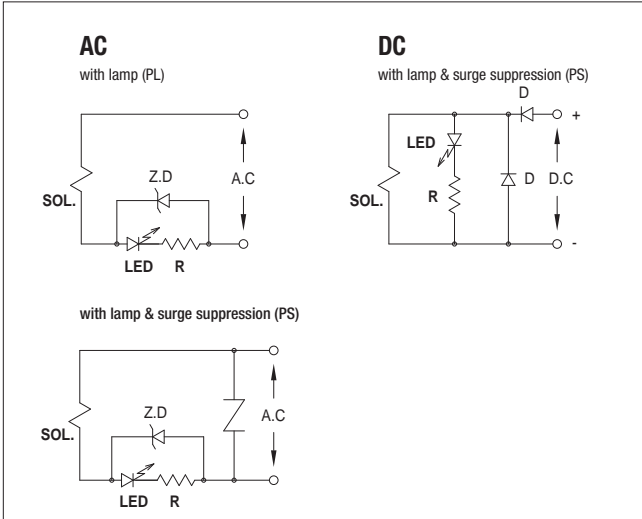 AC
with lamp (PL)
Z.D
A.C
SOL.
LED R
DC
with lamp & surge suppression (PS)
D
+
LED
D
D.C
R
SOL.
-
with lamp & surge suppression (PS)
Z.D
A.C
SOL.
LED R